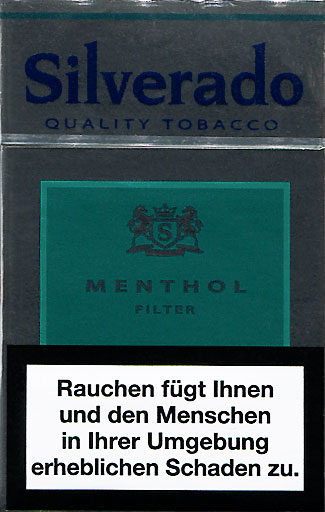 Silverado
QUALITY TOBACCO
S
MENTHOL
FILTER
Rauchen fügt Ihnen
und den Menschen
in Ihrer Umgebung
erheblichen Schaden zu.